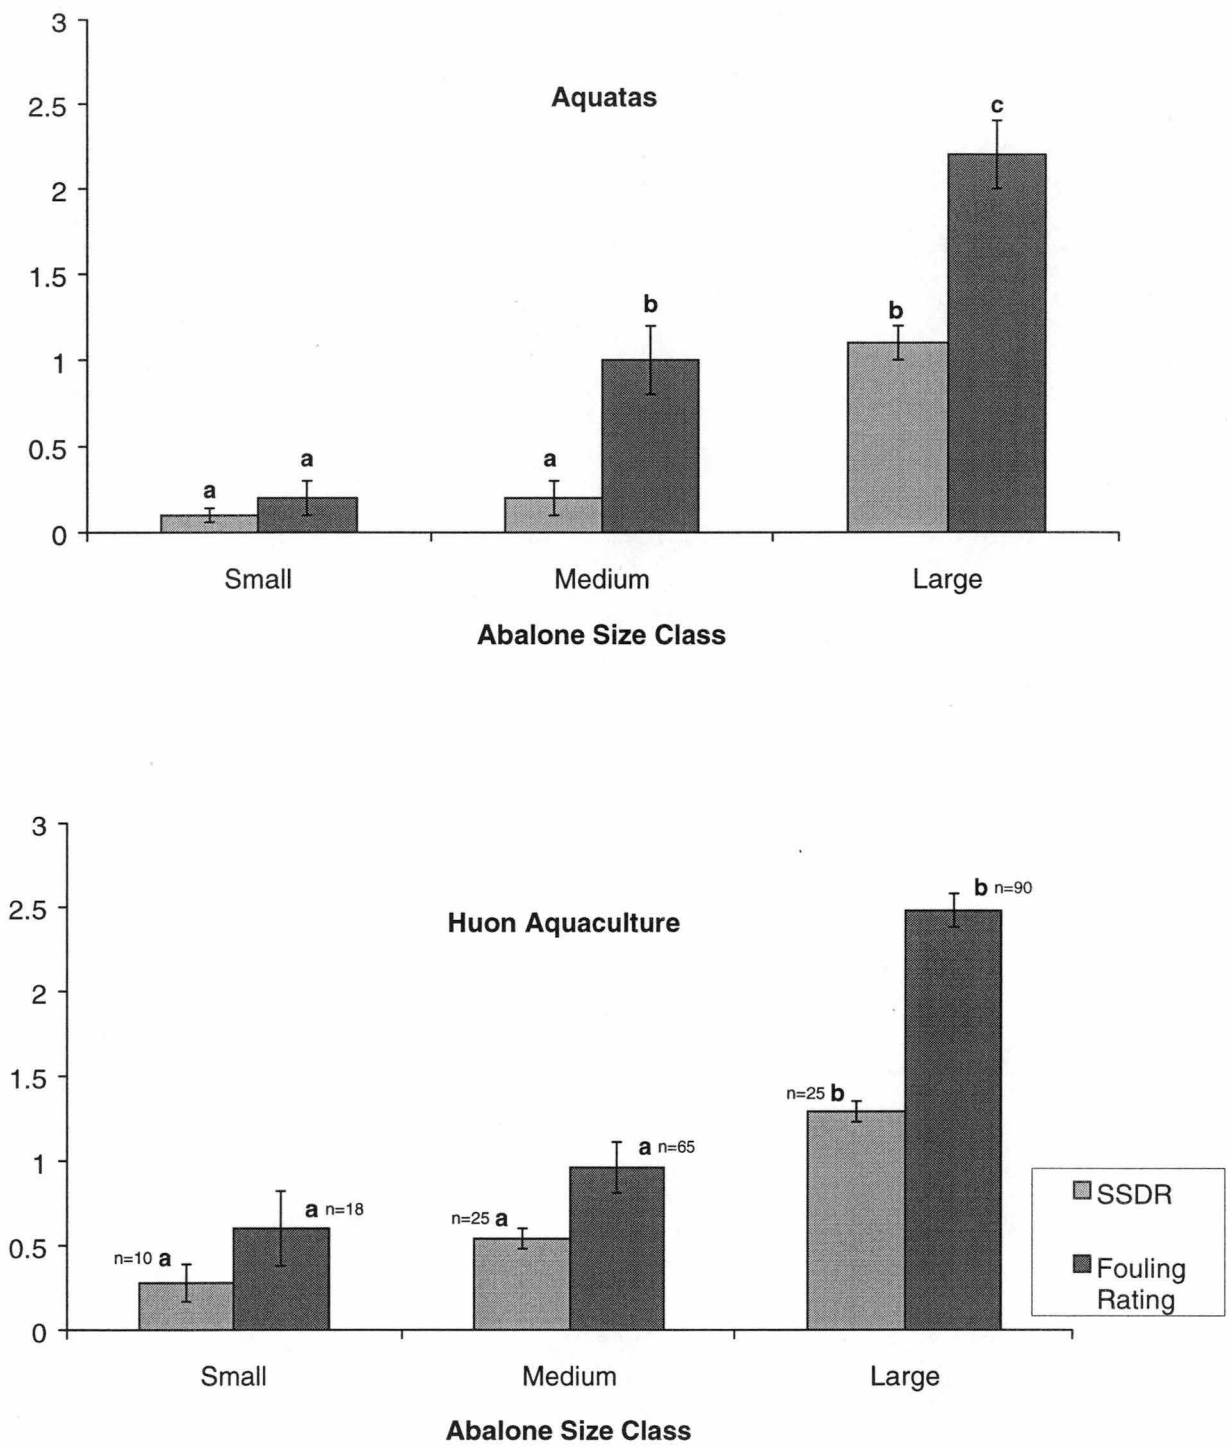 3
Aquatas
c
2.5
2
1.5
b
b
1
0.5
a
a
a
0
Small Medium Large
Abalone Size Class
3
b n=90
2.5
Huon Aquaculture
2
1.5
n=25 b
1
a n=65
SSDR
a n=18
n=25 a
0.5
n=10 a
Fouling
Rating
0
Small Medium Large
Abalone Size Class